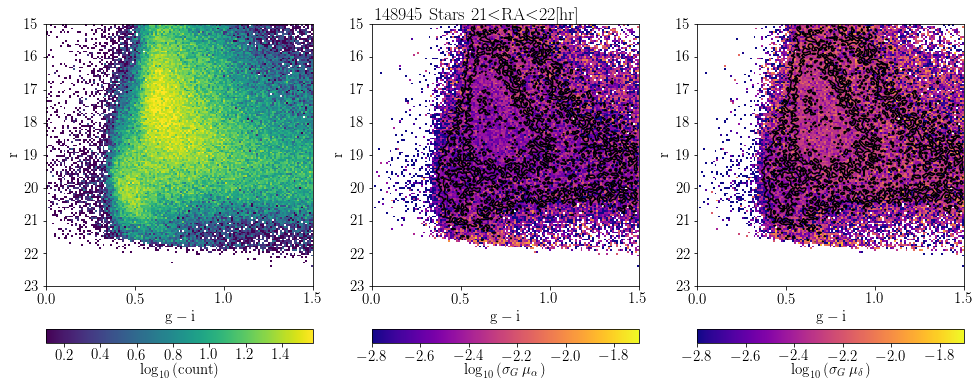 148945 Stars 21<RA<22[hr]
15
16
17
18
19
20
21
22
23
r
0.0 0.5 1.0 1.5
g − i
0.2 0.4 0.6 0.8 1.0 1.2 1.4
log10(count)
15
16
17
18
19
20
21
22
23
r
0.0 0.5 1.0 1.5
g − i
−2.8 −2.6 −2.4 −2.2 −2.0 −1.8
log10(σG μα)
15
16
17
18
19
20
21
22
23
r
0.0 0.5 1.0 1.5
g − i
−2.8 −2.6 −2.4 −2.2 −2.0 −1.8
log10(σG μδ)